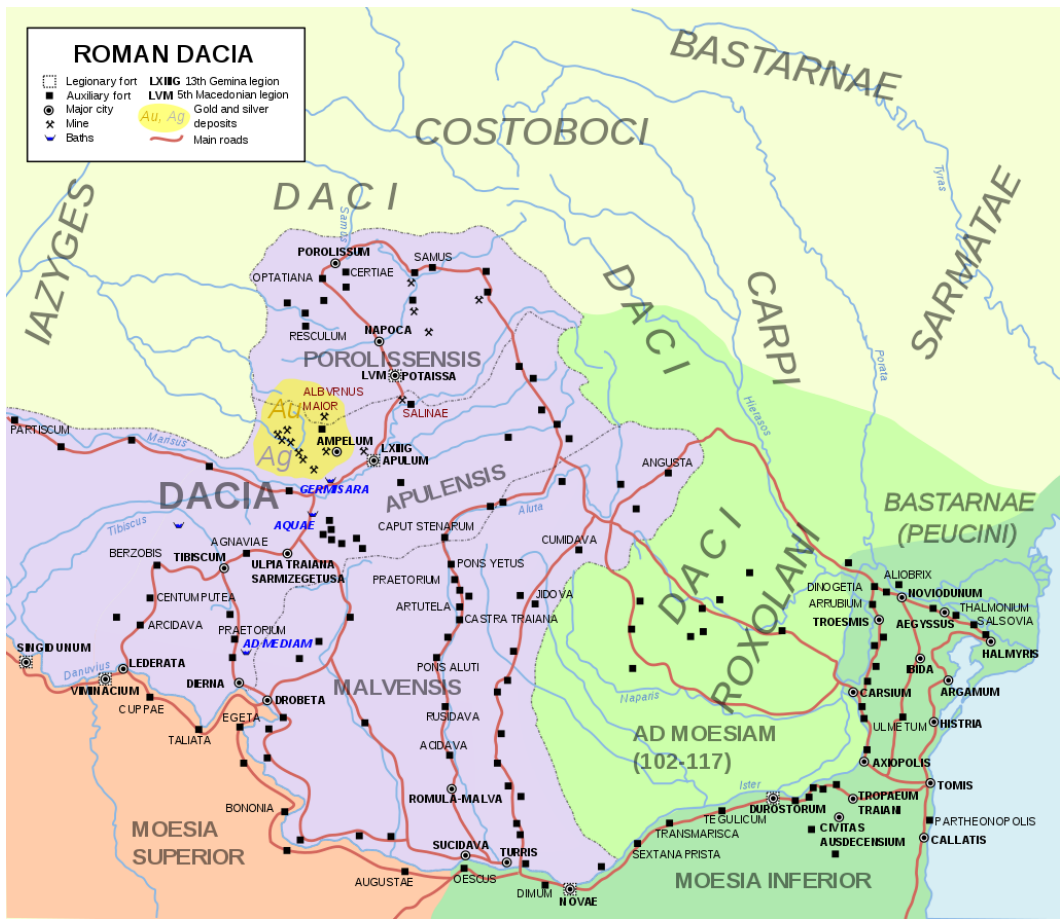 ROMAN DACIA
Legionary fort
Auxiliary fort
Major city
Mine
Baths
LXIIIG 13th Gemina legion
LVM 5th Macedonian legion
Au, Ag Gold and silver
deposits
Main roads
BASTARNAE
COSTOBOCI
DACI
IAZYGES
SARMATAE
Tyras
Samus
POROLISSUM
CERTIAE
SAMUS
OPTATIANA
DACI
CARPI
RESCULUM
NAPOCA
POROLISSENSIS
LVM POTAISSA
Porata
Hierasos
ALBVRNUS
MAIOR
SALINAE
Au
PARTISCUM
Marisus
AMPELUM
LXIIIG
APULUM
Ag
ANGUSTA
DACIA
GERMISARA
APULENSIS
BASTARNAE
(PEUCINI)
Tibiscus
AQUAE
Aluta
CAPUT STENARUM
AGNAVIAE
CUMIDAVA
BERZOBIS
TIBISCUM
ULPIA TRAIANA
SARMIZEGETUSA
PONS VETUS
DACI
ROXOLANI
PRAETORIUM
ALIOBRIX
DINOGETIA
NOVIODUNUM
CENTUMPUTEA
ARTUTELA
JIDOVA
ARRUBIUM
THALMONIUM
ARCIDAVA
CASTRA TRAIANA
TROESMIS
AEGYSSUS
SALSOVIA
PRAETORIUM
AD MEDIAM
HALMYRIS
SINGIDUNUM
Danuvius
LEDERATA
PONS ALUTI
IBIDA
VIMINACIUM
DIERNA
MALVENSIS
ARGAMUM
CUPPAE
DROBETA
Naparis
CARSIUM
EGETA
RUSIDAVA
HISTRIA
TALIATA
AD MOESIAM
(102-117)
ULMETUM
ACIDAVA
AXIOPOLIS
Ister
TOMIS
ROMULA-MALVA
DUROSTORUM
TROPAEUM
TRAIANI
BONONIA
TEGULICUM
PARTHEONOPOLIS
MOESIA
SUPERIOR
TRANSMARISCA
CIVITAS
AUSDECENSIUM
CALLATIS
SUCIDAVA
TURRIS
SEXTANA PRISTA
AUGUSTAE
OESCUS
DIMUM
NOVAE
MOESIA INFERIOR